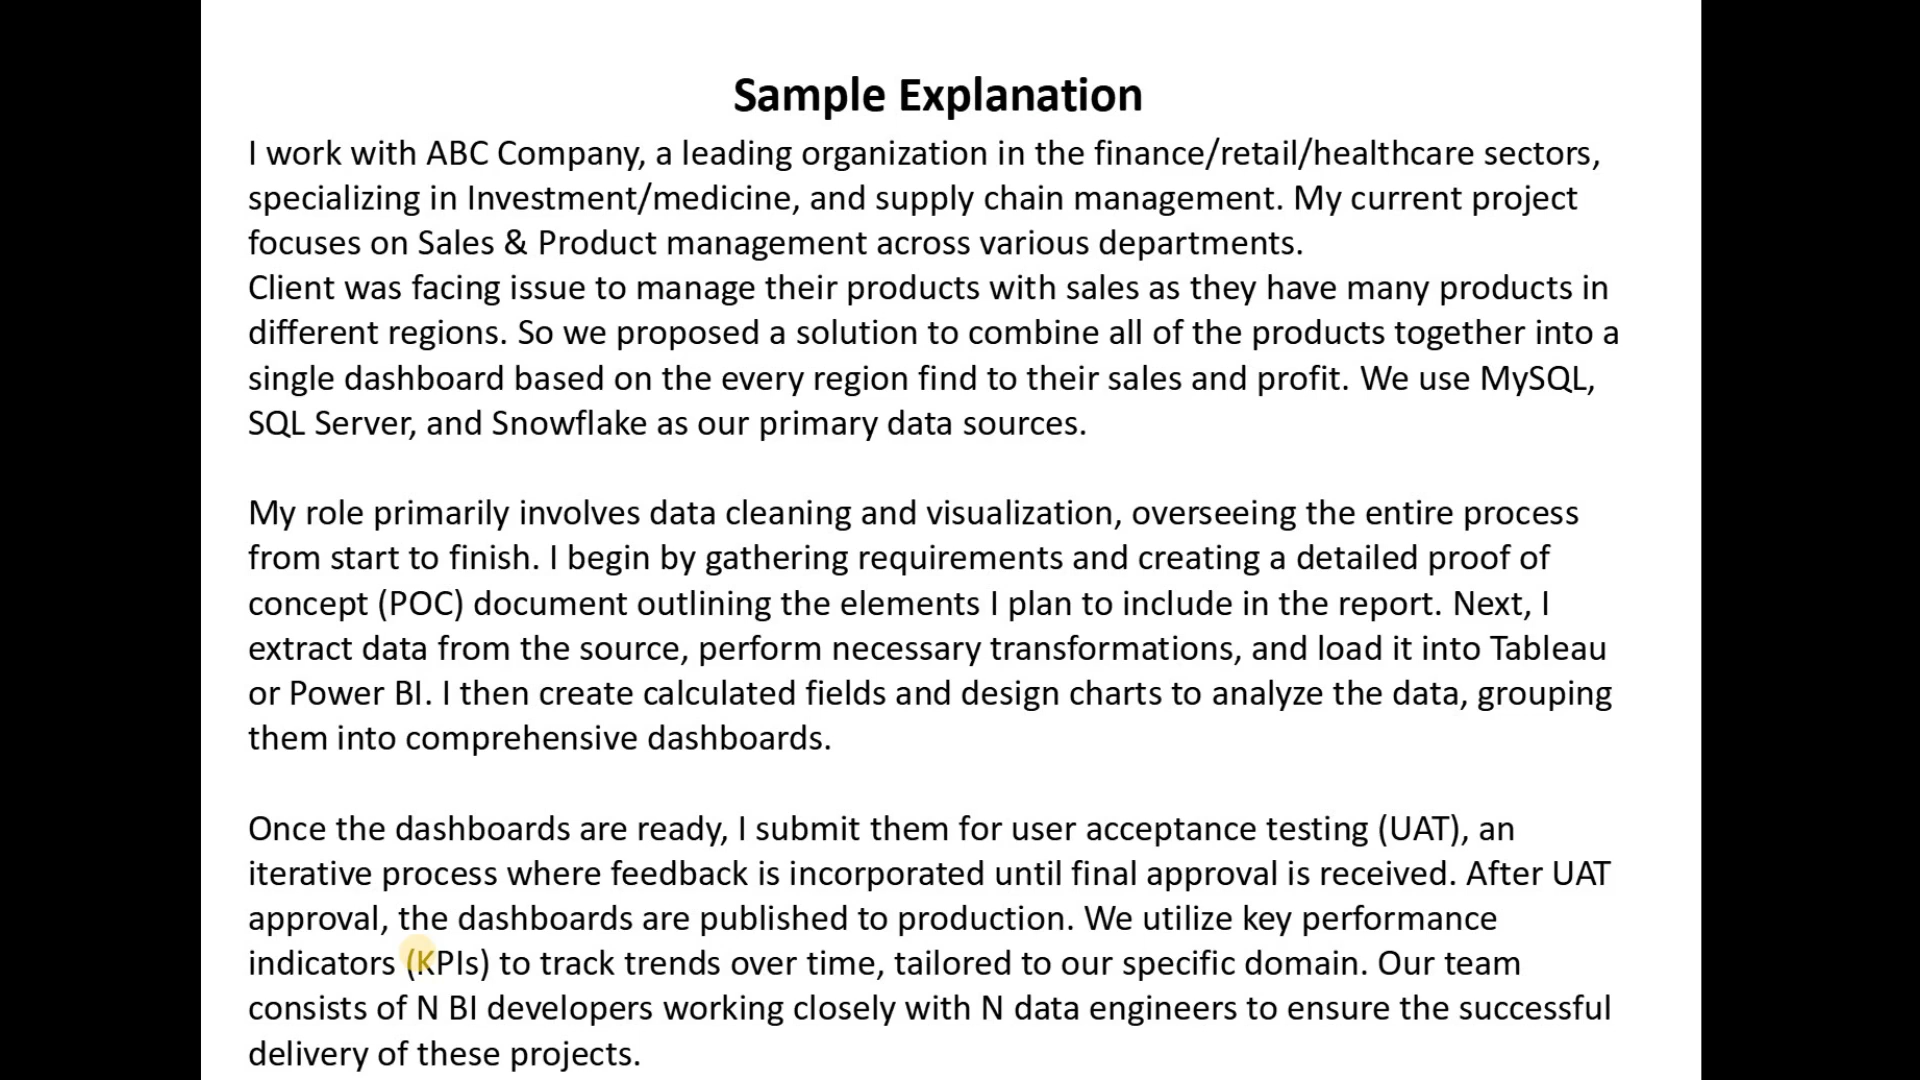 Sample Explanation
I work with ABC Company, a leading organization in the finance/retail/healthcare sectors,
specializing in Investment/medicine, and supply chain management. My current project
focuses on Sales & Product management across various departments.
Client was facing issue to manage their products with sales as they have many products in
different regions. So we proposed a solution to combine all of the products together into a
single dashboard based on the every region find to their sales and profit. We use MySQL,
SQL Server, and Snowflake as our primary data sources.
My role primarily involves data cleaning and visualization, overseeing the entire process
from start to finish. I begin by gathering requirements and creating a detailed proof of
concept (POC) document outlining the elements I plan to include in the report. Next, I
extract data from the source, perform necessary transformations, and load it into Tableau
or Power BI. I then create calculated fields and design charts to analyze the data, grouping
them into comprehensive dashboards.
Once the dashboards are ready, I submit them for user acceptance testing (UAT), an
iterative process where feedback is incorporated until final approval is received. After UAT
approval, the dashboards are published to production. We utilize key performance
indicators (KPIs) to track trends over time, tailored to our specific domain. Our team
consists of N BI developers working closely with N data engineers to ensure the successful
delivery of these projects.